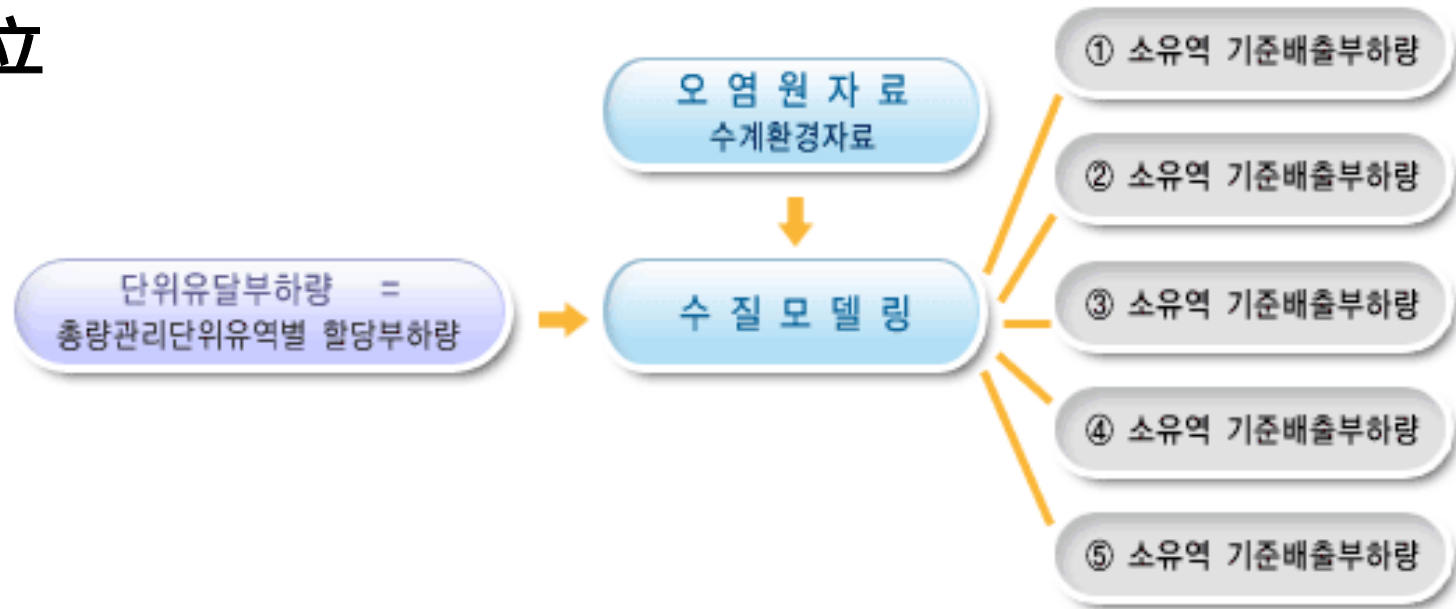 立
오 염 원 자 료
수계환경자료
단위유달부하량 =
총량관리단위유역별 할당부하량
수 질 모 델 링
① 소유역 기준배출부하량
② 소유역 기준배출부하량
③ 소유역 기준배출부하량
④ 소유역 기준배출부하량
⑤ 소유역 기준배출부하량